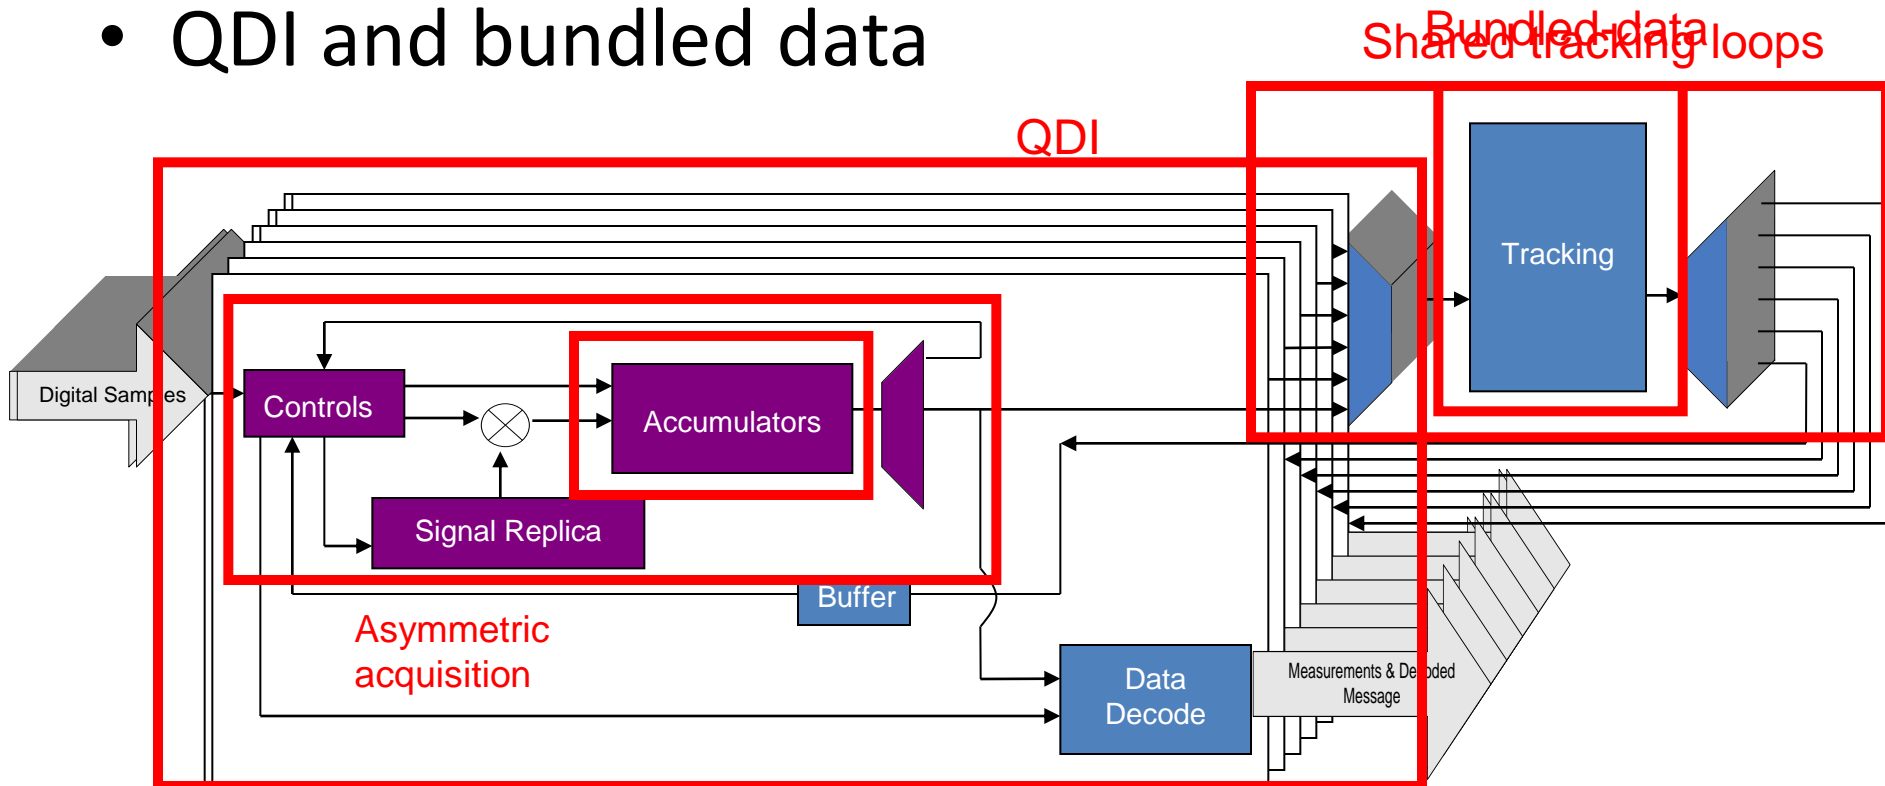 • QDI and bundled data
Bundled-data
Shared tracking loops
QDI
Tracking
Digital Samples
Controls
Accumulators
Signal Replica
Buffer
Asymmetric
acquisition
Data
Decode
Measurements & Decoded
Message